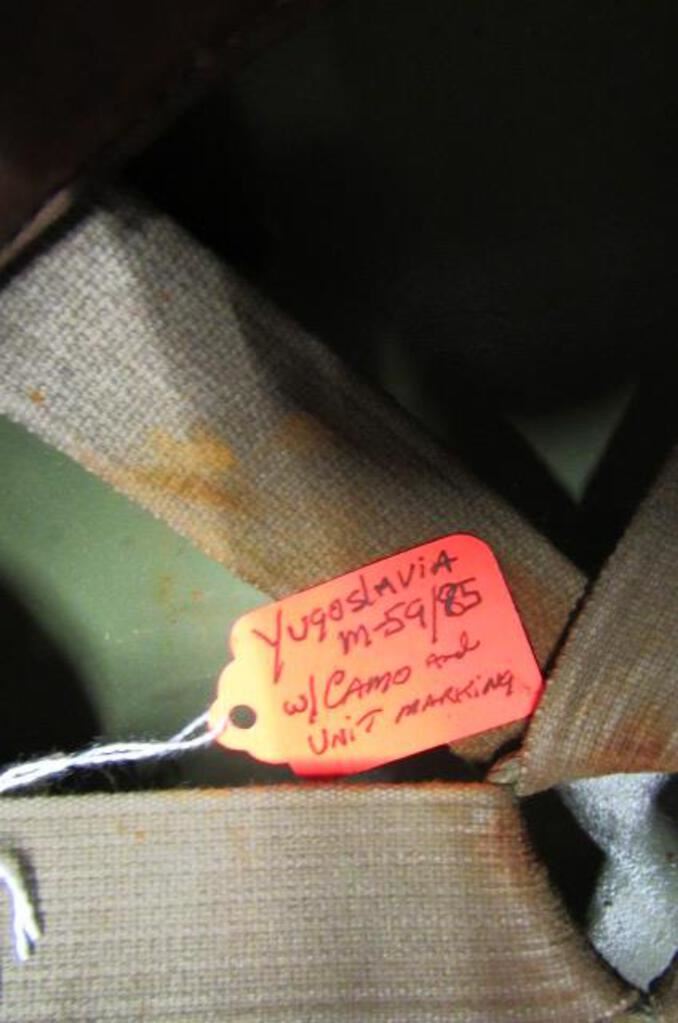 Yugoslavia
M-59/85
w/Camo and
Unit Marking